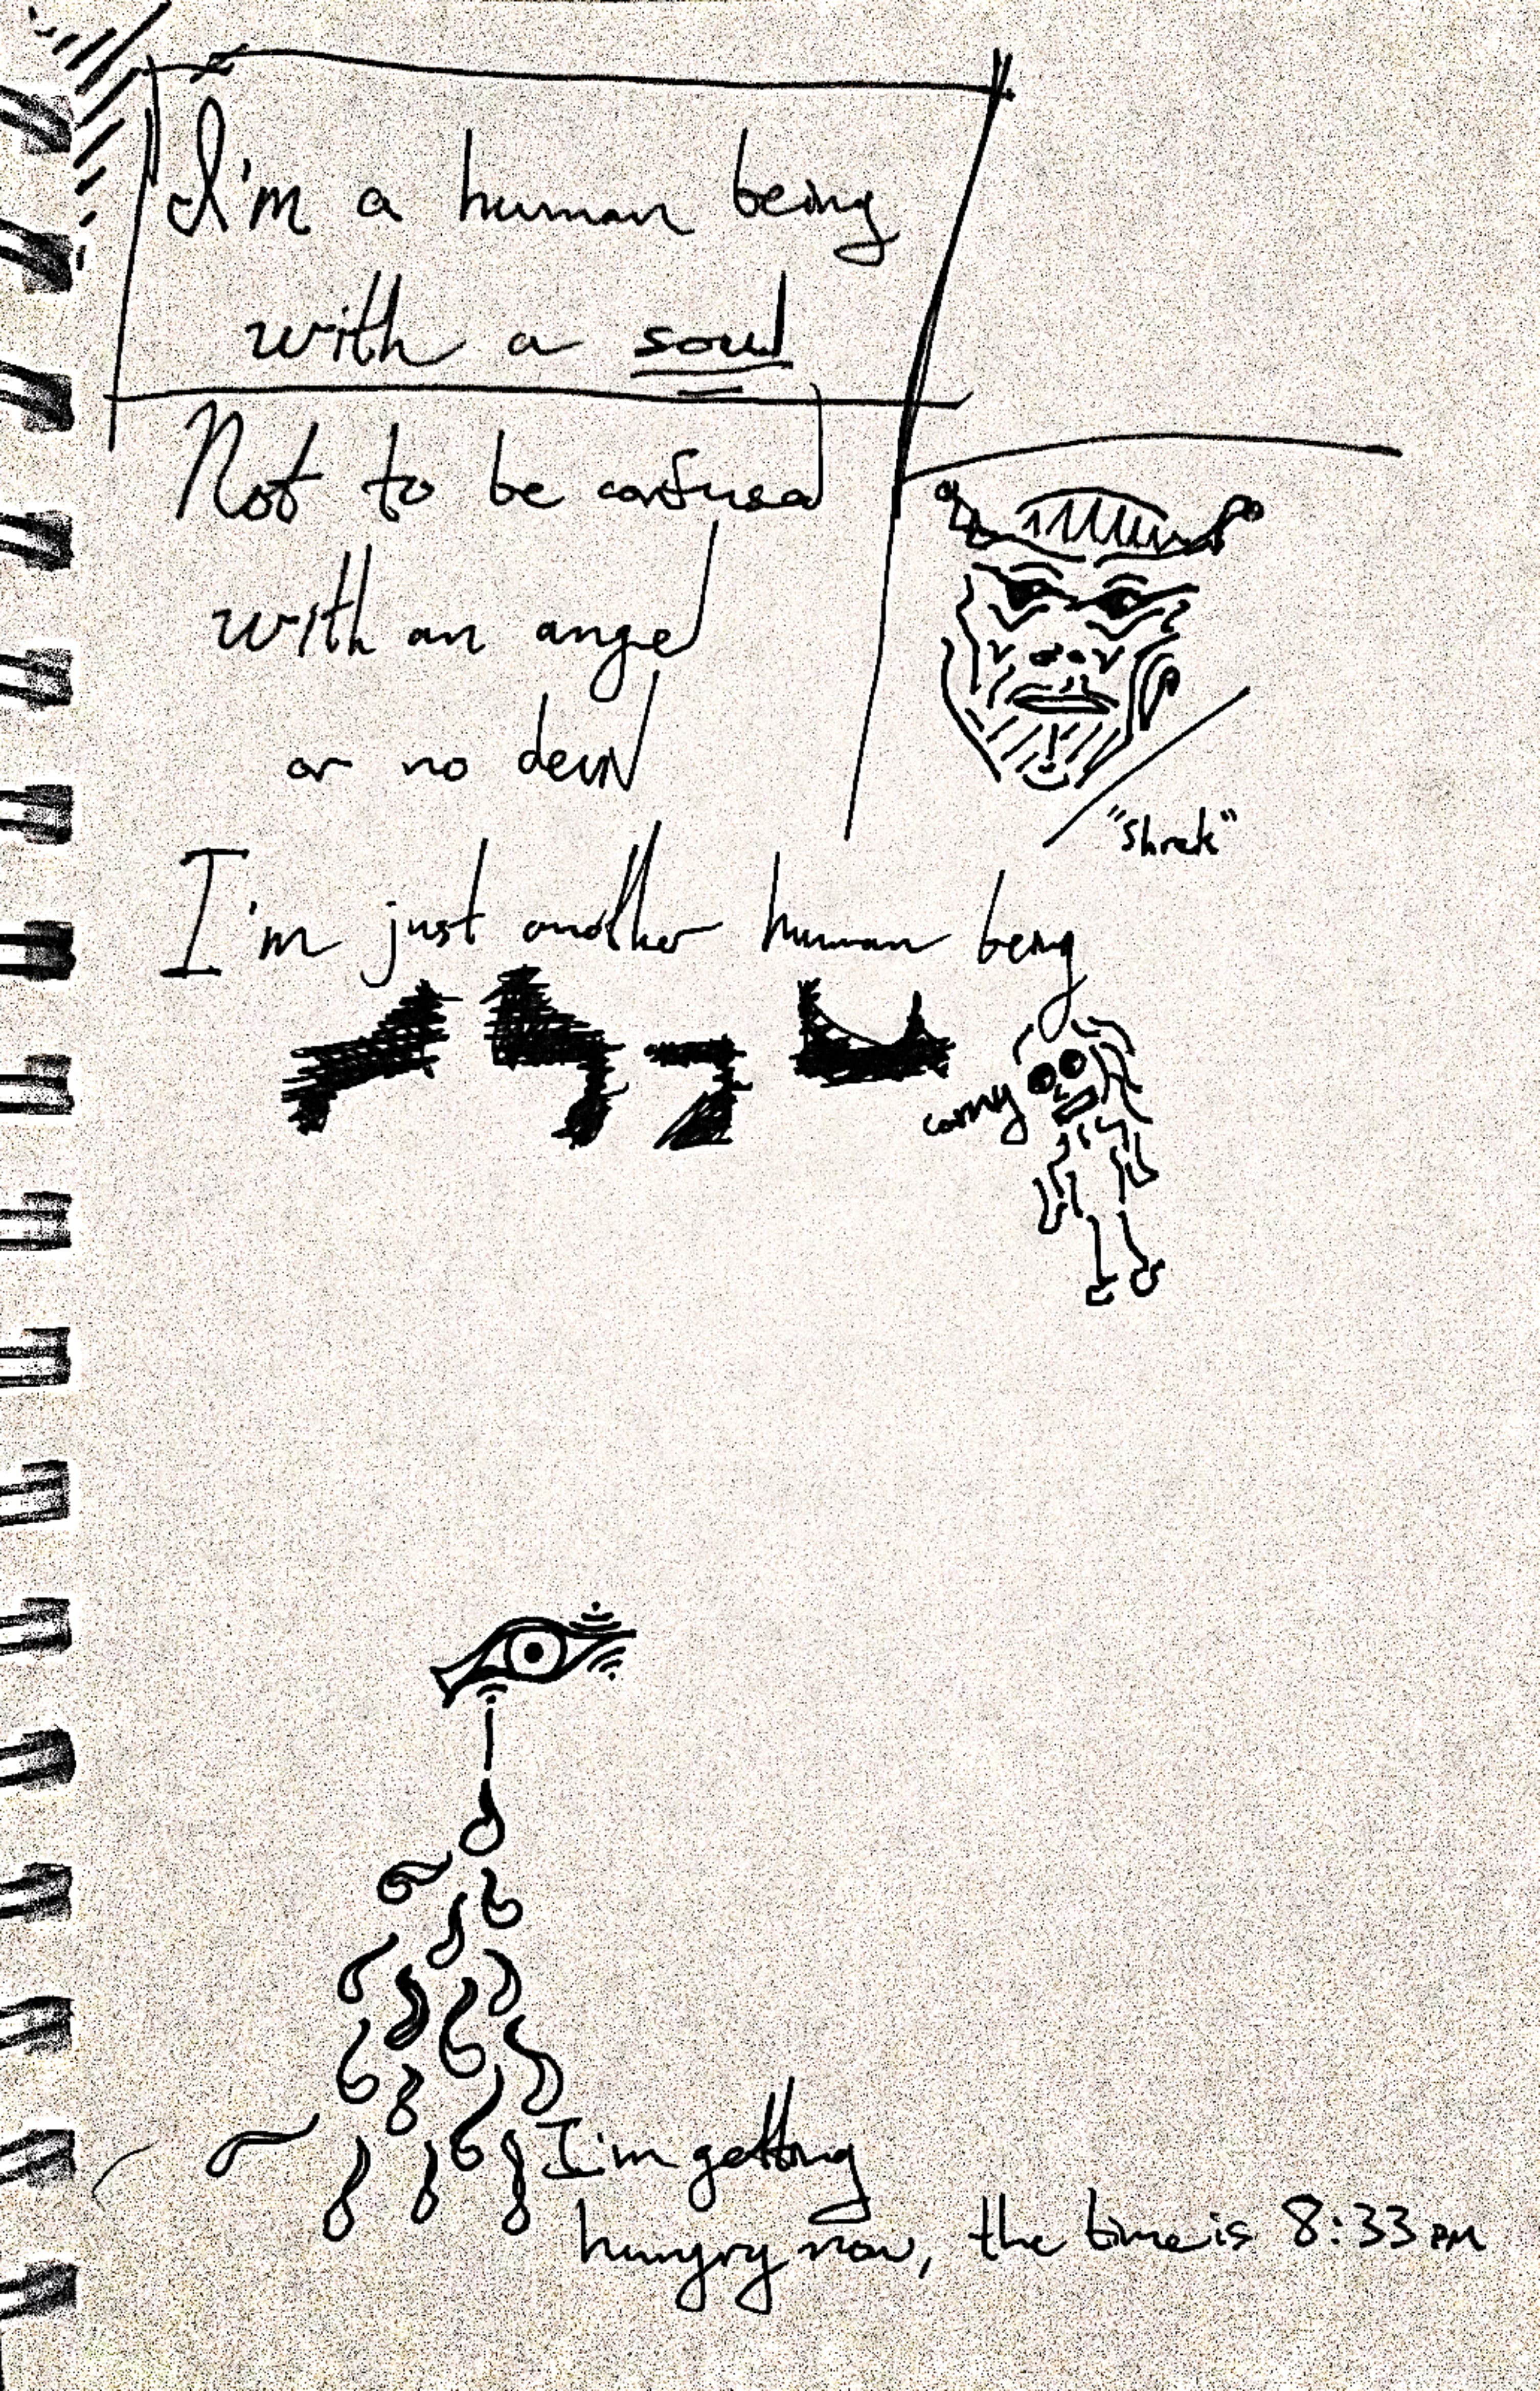 I'm a human being
with a soul
Not to be confused
with an angel
or no devil
"Shrek"
I'm just another human being
corny
I'm getting
hungry now, the time is 8:33 PM